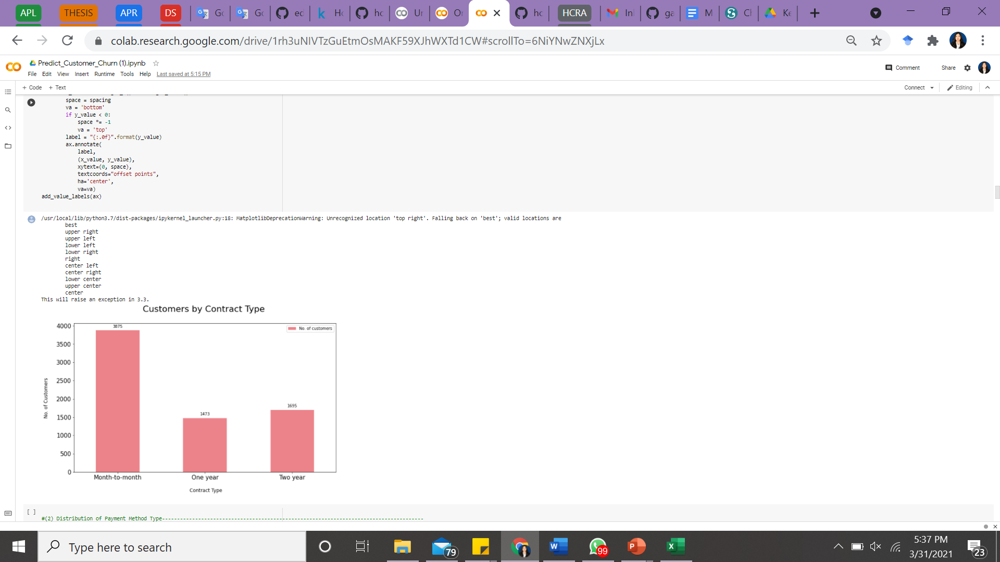 APL
THESIS
APR
DS
Go
Go
ed
Ho
hc
Un
On
hc
HCRA
In
ga
M
Ch
Ke
colab.research.google.com/drive/1rh3uNIVTzGuEtmOsMAKF59XJhWXTd1CW#scrollTo=6NiYNwZNXjLx
Predict_Customer_Churn (1).ipynb
File Edit View Insert Runtime Tools Help Last saved at 5:15 PM
Comment
Share
+ Code + Text
Connect
Editing
space = spacing
va = 'bottom'
if y_value < 0:
space *= -1
va = 'top'
label = "{:.0f}".format(y_value)
ax.annotate(
label,
(x_value, y_value),
xytext=(0, space),
textcoords="offset points",
ha='center',
va=va)
add_value_labels(ax)
/usr/local/lib/python3.7/dist-packages/ipykernel_launcher.py:18: MatplotlibDeprecationWarning: Unrecognized location 'top right'. Falling back on 'best'; valid locations are
best
upper right
upper left
lower left
lower right
right
center left
center right
lower center
upper center
center
This will raise an exception in 3.3.
Customers by Contract Type
No. of customers
No. of Customers
4000
3500
3000
2500
2000
1500
1000
500
0
3875
1473
1695
Month-to-month
One year
Two year
Contract Type
[ ]
#(2) Distribution of Payment Method Type----------------------------------------------------------------------------------------
Type here to search
79
99
5:37 PM
3/31/2021
23